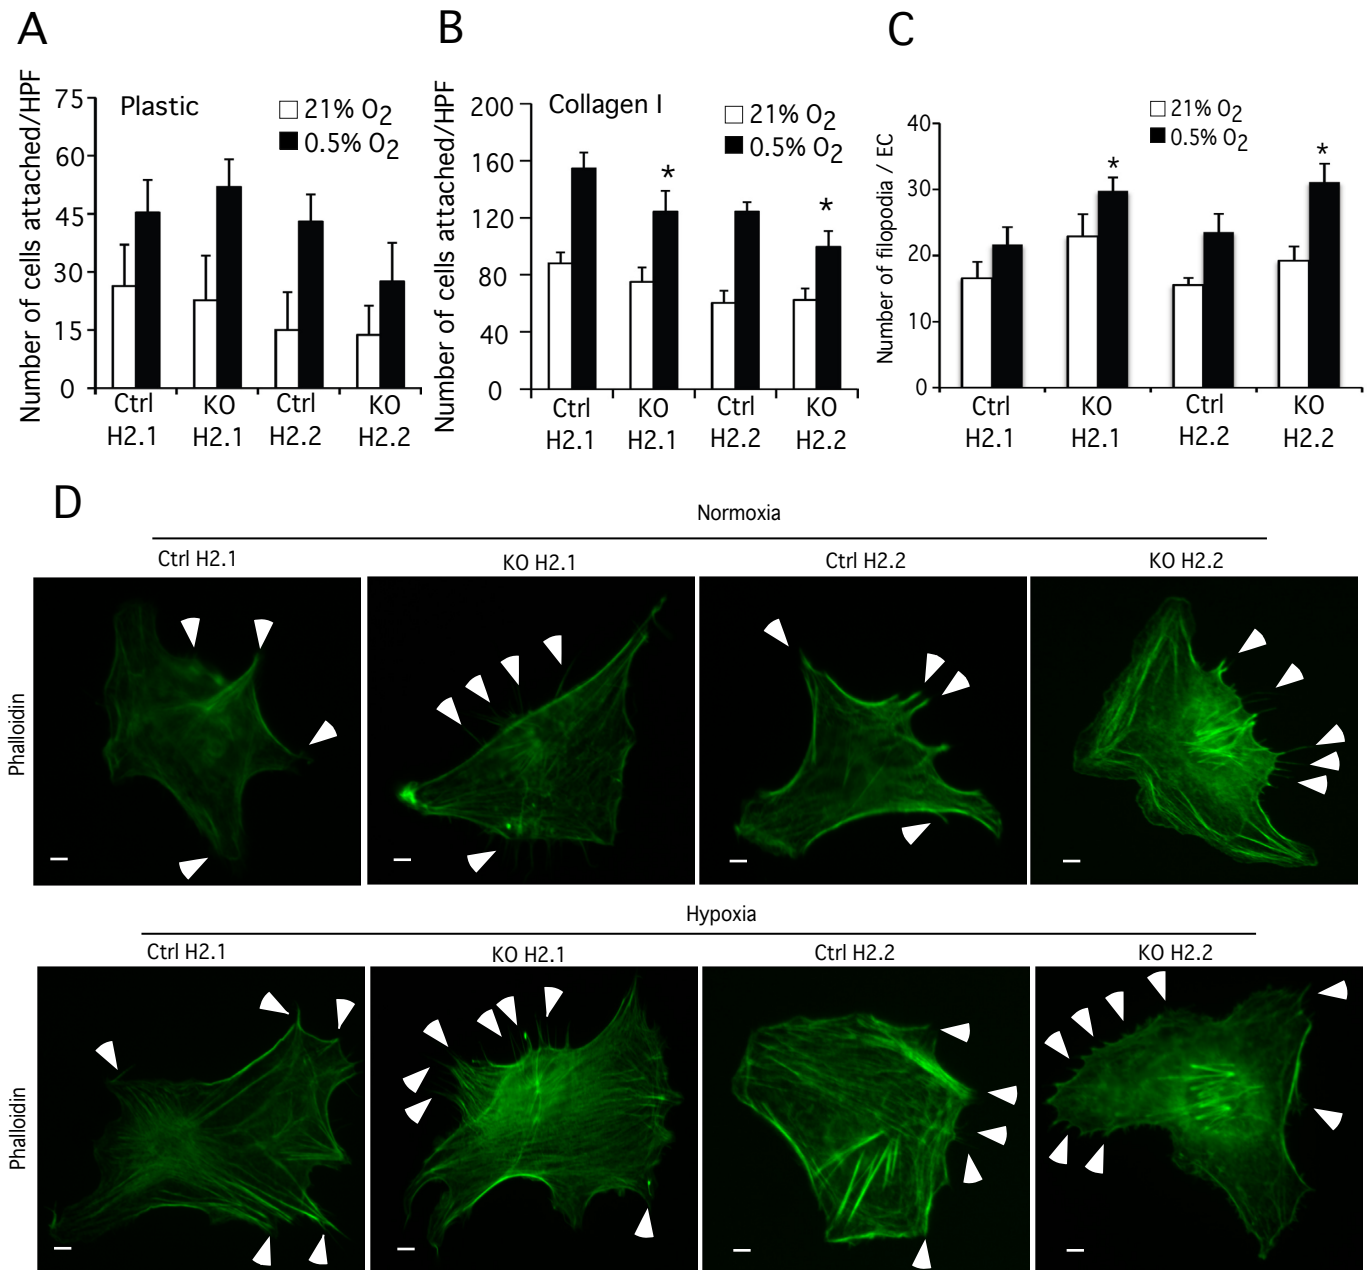 A
Number of cells attached/HPF
Plastic
21% O2
0.5% O2
75
60
45
30
15
0
Ctrl H2.1
KO H2.1
Ctrl H2.2
KO H2.2
B
Number of cells attached/HPF
Collagen I
21% O2
0.5% O2
200
160
120
80
40
0
*
*
Ctrl H2.1
KO H2.1
Ctrl H2.2
KO H2.2
C
Number of filopodia / EC
21% O2
0.5% O2
40
30
20
10
0
*
*
Ctrl H2.1
KO H2.1
Ctrl H2.2
KO H2.2
D
Normoxia
Ctrl H2.1
KO H2.1
Ctrl H2.2
KO H2.2
Phalloidin
Hypoxia
Ctrl H2.1
KO H2.1
Ctrl H2.2
KO H2.2
Phalloidin